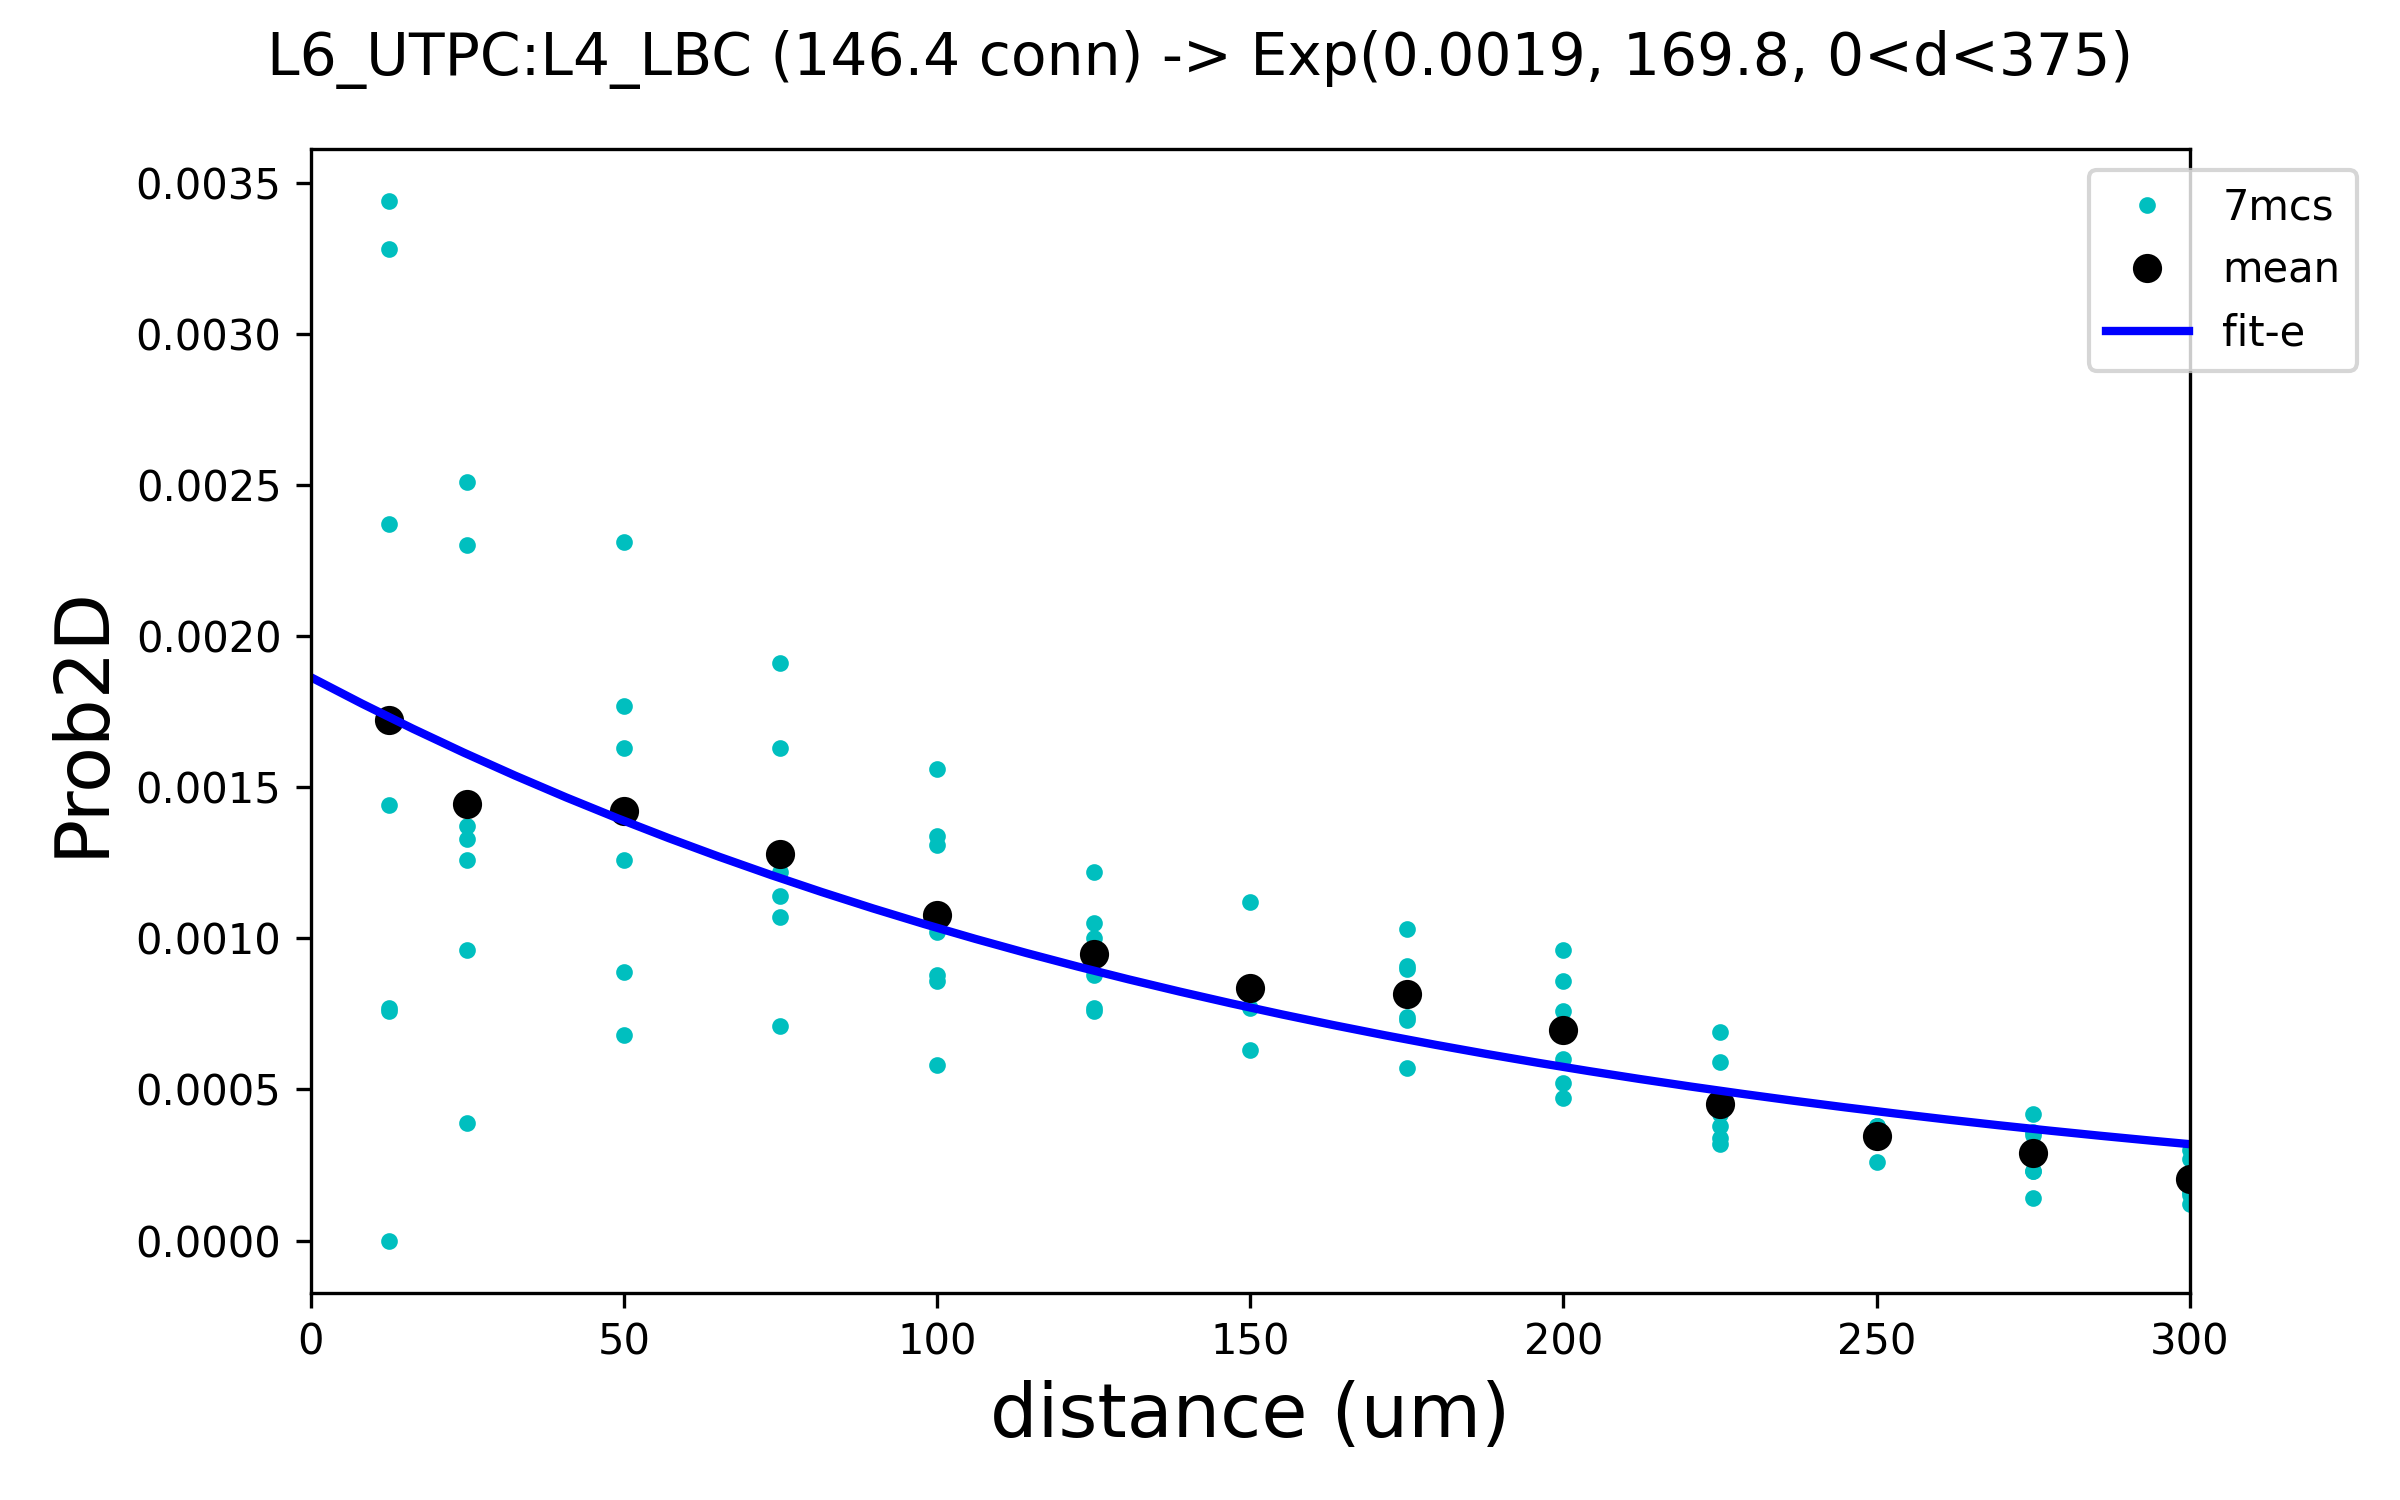 L6_UTPC:L4_LBC (146.4 conn) -> Exp(0.0019, 169.8, 0<d<375)
0.0035
0.0030
0.0025
0.0020
0.0015
0.0010
0.0005
0.0000
Prob2D
7mcs
mean
fit-e
0 50 100 150 200 250 300
distance (um)